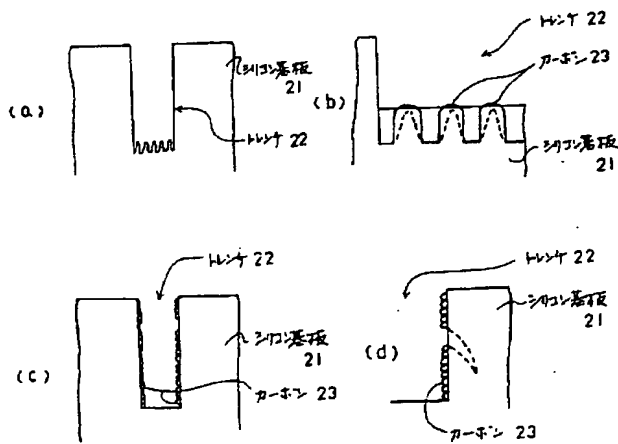 (a)
シリコン基板
21
トレンチ 22
(b)
トレンチ 22
カーボン 23
シリコン基板
21
(c)
トレンチ 22
シリコン基板
21
カーボン 23
(d)
トレンチ 22
シリコン基板
21
カーボン 23